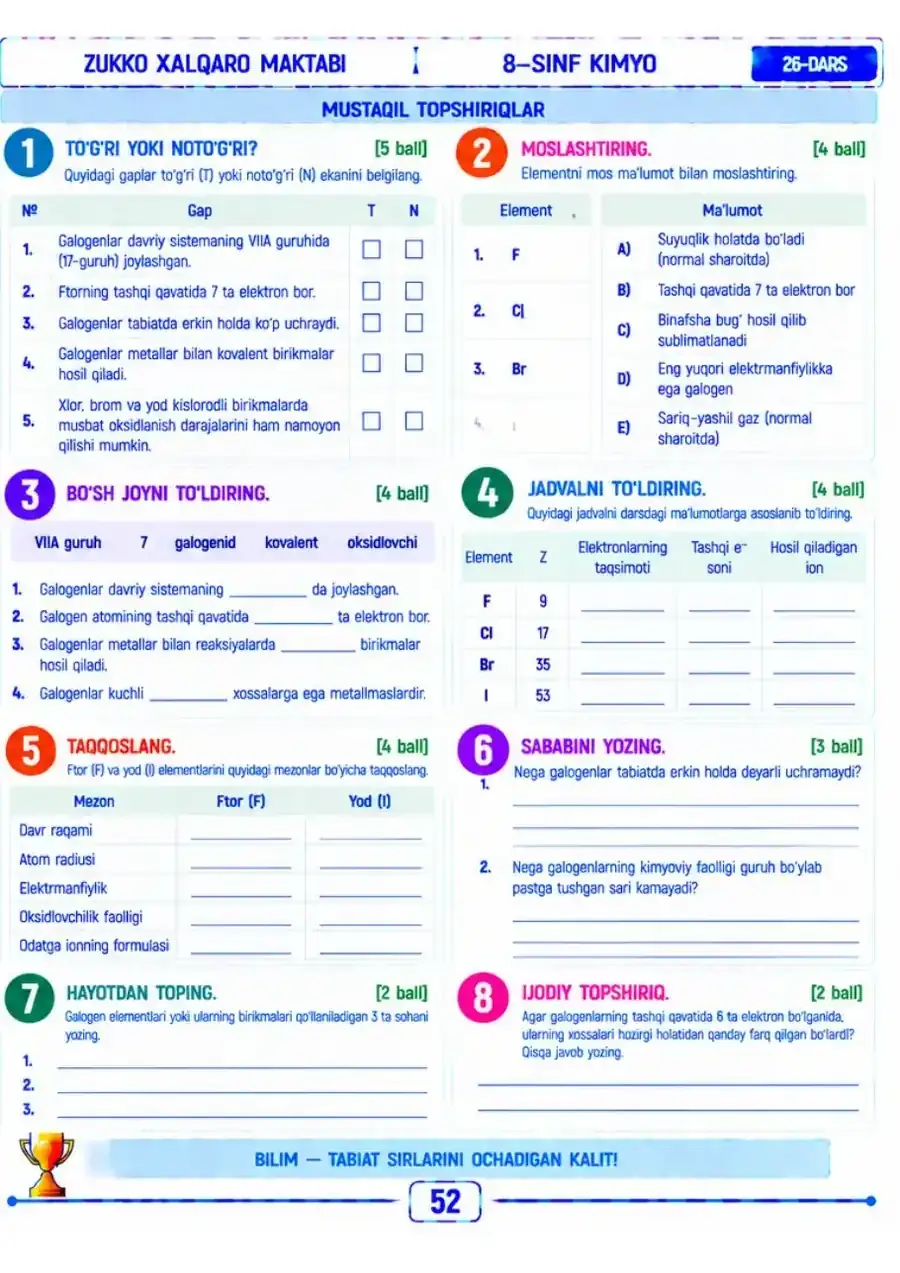 ZUKKO XALQARO MAKTABI
8–SINF KIMYO
26-DARS
MUSTAQIL TOPSHIRIQLAR
1 TO'G'RI YOKI NOTO'G'RI? [5 ball]
Quyidagi gaplar to'g'ri (T) yoki noto'g'ri (N) ekanini belgilang.
№ Gap T N
1. Galogenlar davriy sistemaning VIIA guruhida
(17-guruh) joylashgan.
2. Ftorning tashqi qavatida 7 ta elektron bor.
3. Galogenlar tabiatda erkin holda ko'p uchraydi.
4. Galogenlar metallar bilan kovalent birikmalar
hosil qiladi.
5. Xlor, brom va yod kislorodli birikmalarda
musbat oksidlanish darajalarini ham namoyon
qilishi mumkin.
2 MOSLASHTIRING. [4 ball]
Elementni mos ma'lumot bilan moslashtiring.
Element
1. F
2. Cl
3. Br
4. I
Ma'lumot
A) Suyuqlik holatda bo'ladi
(normal sharoitda)
B) Tashqi qavatida 7 ta elektron bor
C) Binafsha bug' hosil qilib
sublimatlanadi
D) Eng yuqori elektrmanfiylikka
ega galogen
E) Sariq-yashil gaz (normal
sharoitda)
3 BO'SH JOYNI TO'LDIRING. [4 ball]
VIIA guruh 7 galogenid kovalent oksidlovchi
1. Galogenlar davriy sistemaning __________ da joylashgan.
2. Galogen atomining tashqi qavatida __________ ta elektron bor.
3. Galogenlar metallar bilan reaksiyalarda __________ birikmalar
hosil qiladi.
4. Galogenlar kuchli __________ xossalarga ega metallmaslardir.
4 JADVALNI TO'LDIRING. [4 ball]
Quyidagi jadvalni darsdagi ma'lumotlarga asoslanib to'ldiring.
Element Z Elektronlarning taqsimoti Tashqi e⁻ soni Hosil qiladigan ion
F 9
Cl 17
Br 35
I 53
5 TAQQOSLANG. [4 ball]
Ftor (F) va yod (I) elementlarini quyidagi mezonlar bo'yicha taqqoslang.
Mezon Ftor (F) Yod (I)
Davr raqami
Atom radiusi
Elektrmanfiylik
Oksidlovchilik faolligi
Odatga ionning formulasi
6 SABABINI YOZING. [3 ball]
1. Nega galogenlar tabiatda erkin holda deyarli uchramaydi?
2. Nega galogenlarning kimyoviy faolligi guruh bo'ylab
pastga tushgan sari kamayadi?
7 HAYOTDAN TOPING. [2 ball]
Galogen elementlari yoki ularning birikmalari qo'llaniladigan 3 ta sohani
yozing.
1.
2.
3.
8 IJODIY TOPSHIRIQ. [2 ball]
Agar galogenlarning tashqi qavatida 6 ta elektron bo'lganida,
ularning xossalari hozirgi holatidan qanday farq qilgan bo'lardi?
Qisqa javob yozing.
BILIM — TABIAT SIRLARINI OCHADIGAN KALIT!
52